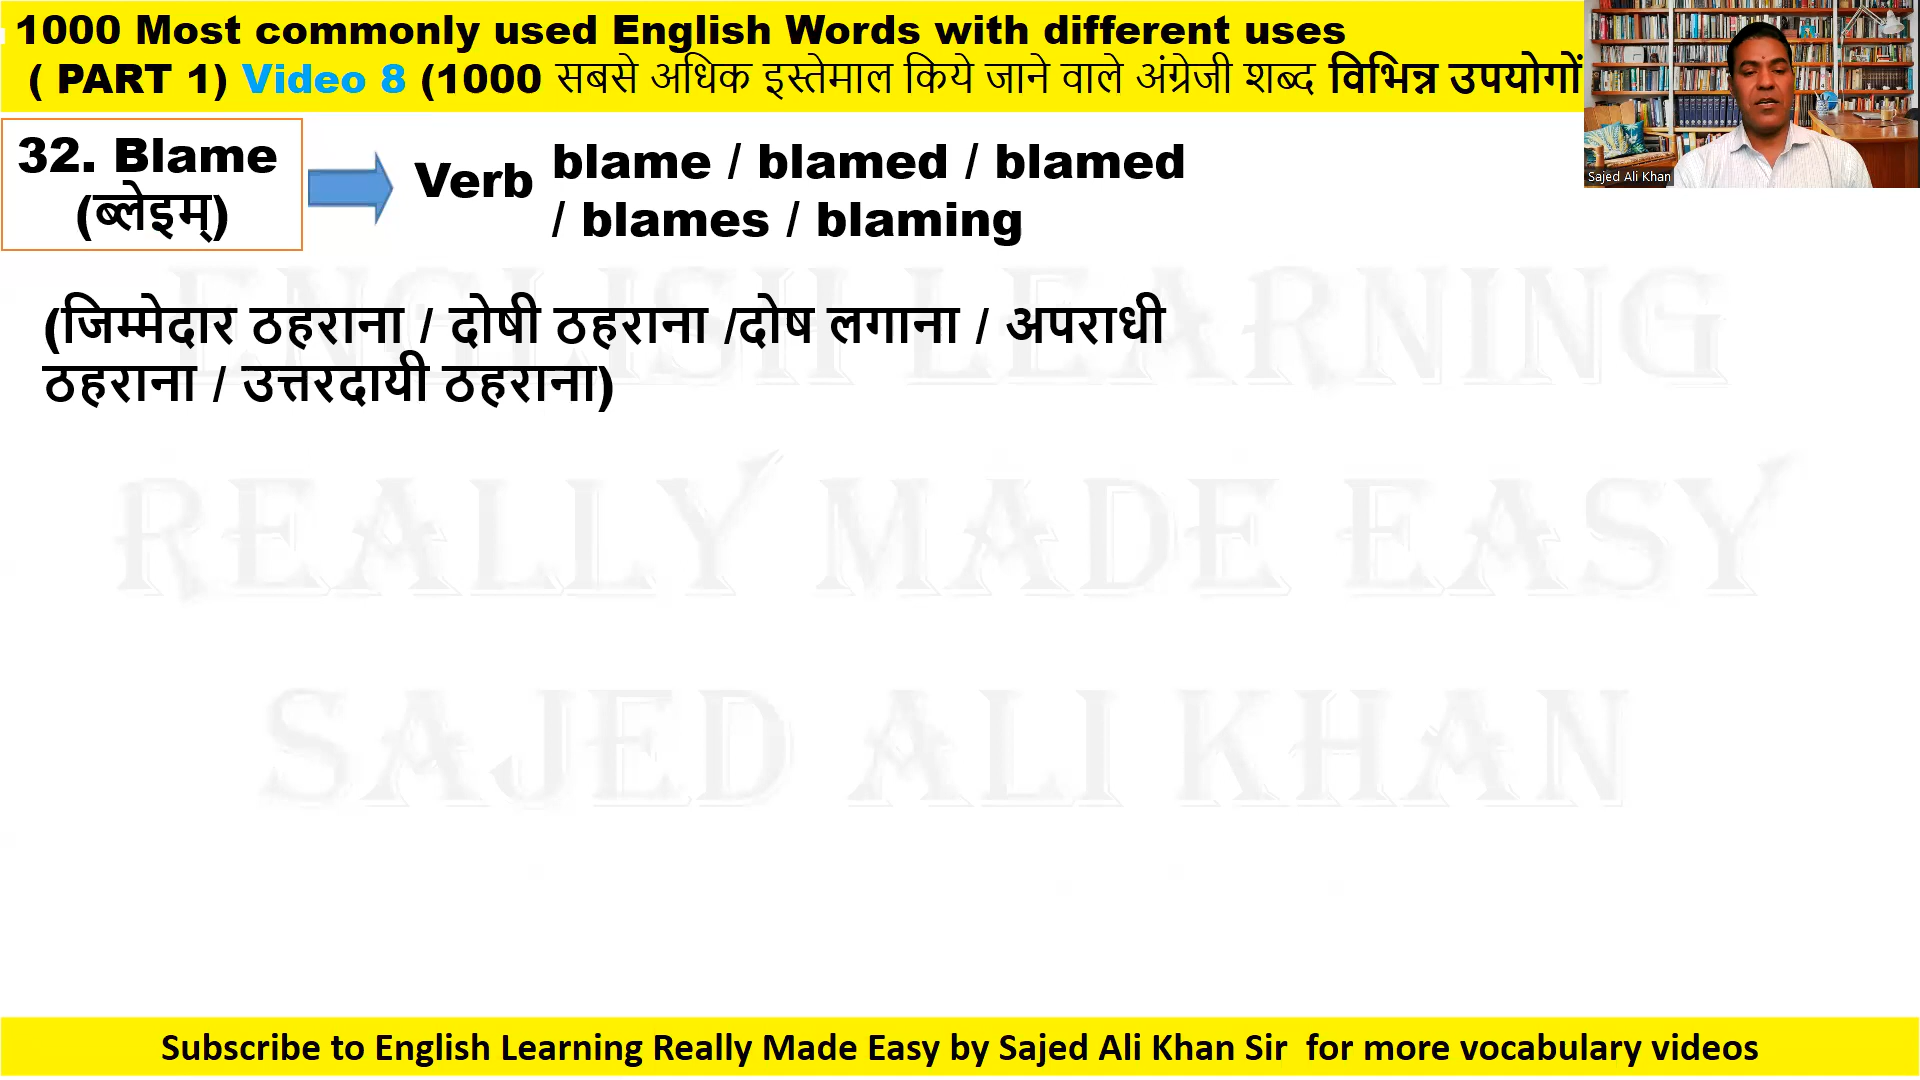 1000 Most commonly used English Words with different uses
( PART 1) Video 8 (1000 सबसे अधिक इस्तेमाल किये जाने वाले अंग्रेजी शब्द विभिन्न उपयोगों
Sajed Ali Khan
32. Blame
(ब्लेइम्)
Verb
blame / blamed / blamed
/ blames / blaming
(जिम्मेदार ठहराना / दोषी ठहराना /दोष लगाना / अपराधी
ठहराना / उत्तरदायी ठहराना)
ENGLISH LEARNING
REALLY MADE EASY
SAJED ALI KHAN
Subscribe to English Learning Really Made Easy by Sajed Ali Khan Sir for more vocabulary videos